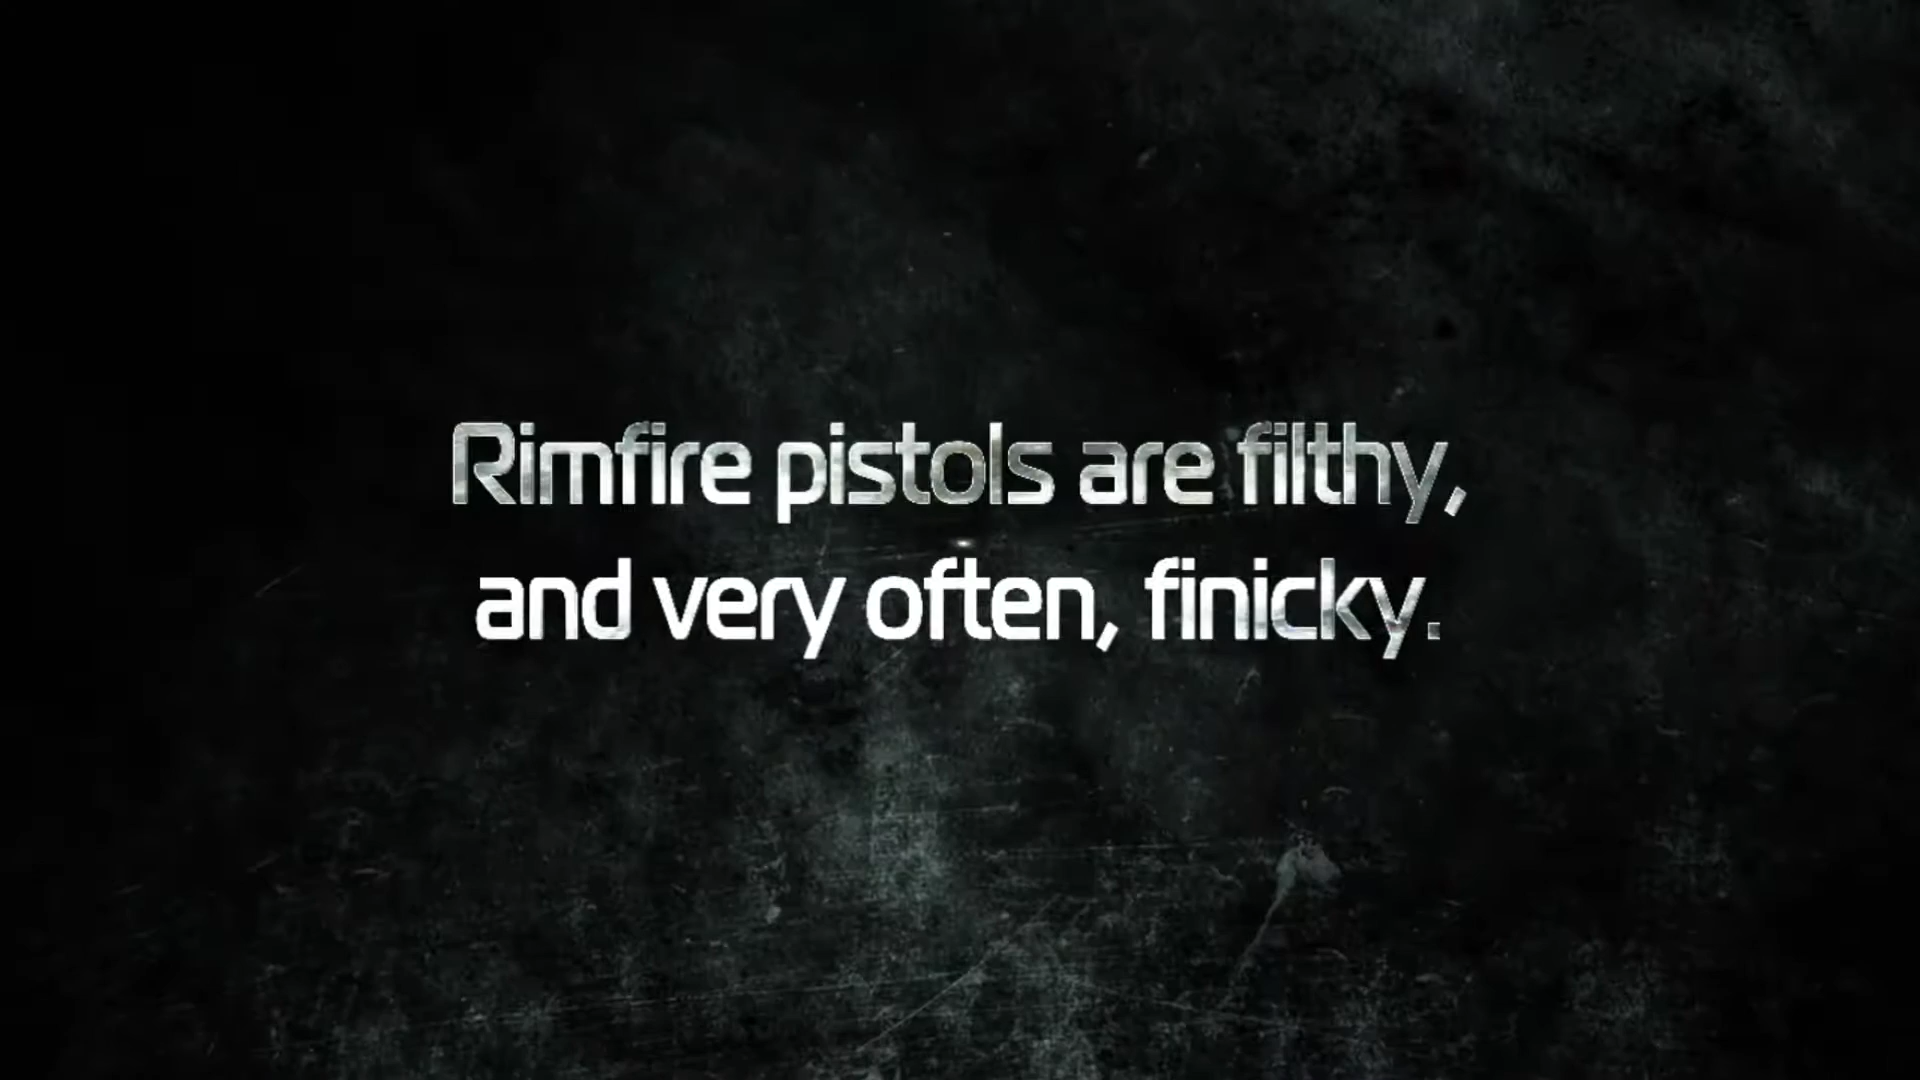 Rimfire pistols are filthy,
and very often, finicky.